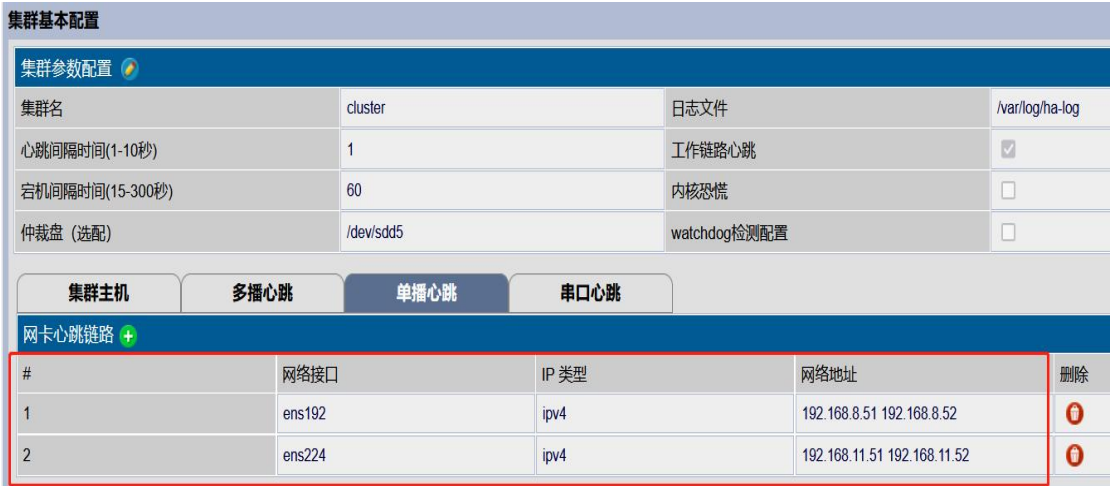 集群基本配置
集群参数配置
集群名 cluster 日志文件 /var/log/ha-log
心跳间隔时间(1-10秒) 1 工作链路心跳
宕机间隔时间(15-300秒) 60 内核恐慌
仲裁盘（选配） /dev/sdd5 watchdog检测配置
集群主机 多播心跳 单播心跳 串口心跳
网卡心跳链路
# 网络接口 IP 类型 网络地址 删除
1 ens192 ipv4 192.168.8.51 192.168.8.52
2 ens224 ipv4 192.168.11.51 192.168.11.52